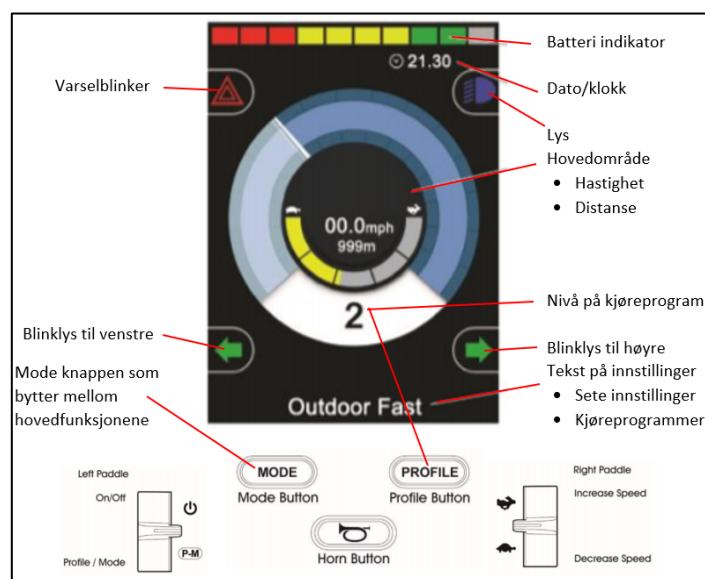 Batteri indikator
21.30
Varselblinker
Dato/klokk
Lys
Hovedområde
• Hastighet
• Distanse
00.0mph
999m
2
Nivå på kjøreprogram
Blinklys til venstre
Blinklys til høyre
Mode knappen som
bytter mellom
hovedfunksjonene
Tekst på innstillinger
• Sete innstillinger
• Kjøreprogrammer
Outdoor Fast
MODE
Mode Button
PROFILE
Profile Button
Horn Button
Left Paddle
On/Off
Profile / Mode
P-M
Right Paddle
Increase Speed
Decrease Speed